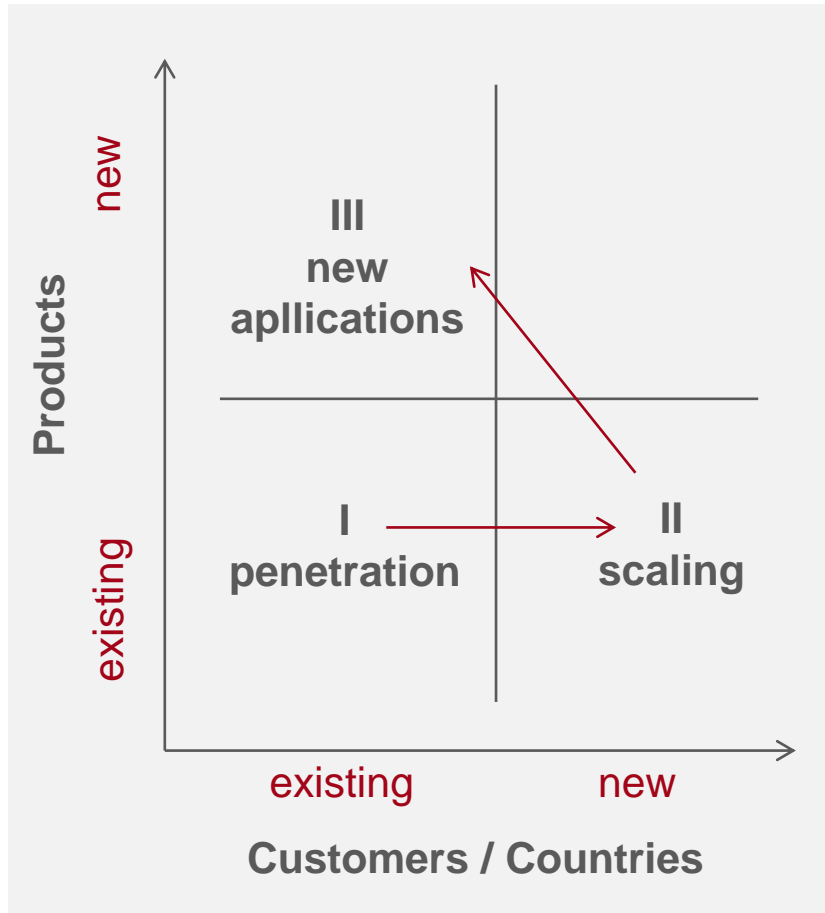 new
Products
existing
III
new
apllications
I
penetration
II
scaling
existing
new
Customers / Countries